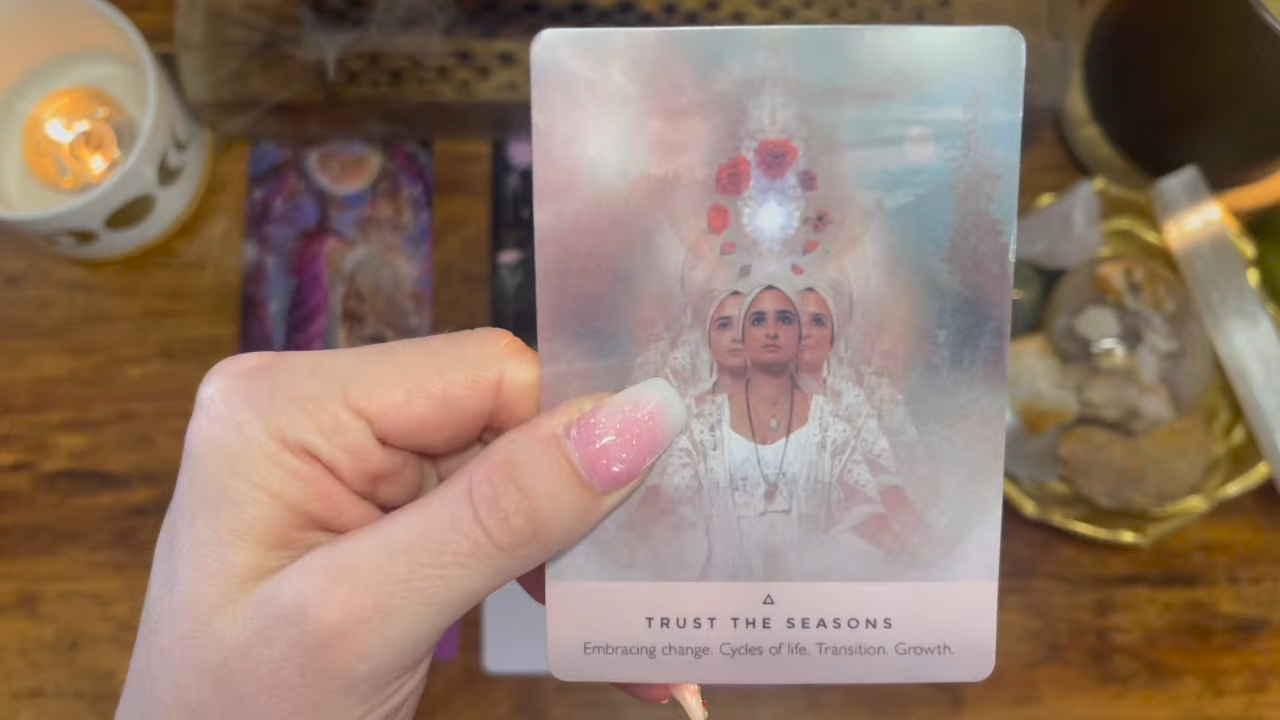 TRUST THE SEASONS
Embracing change. Cycles of life. Transition. Growth.